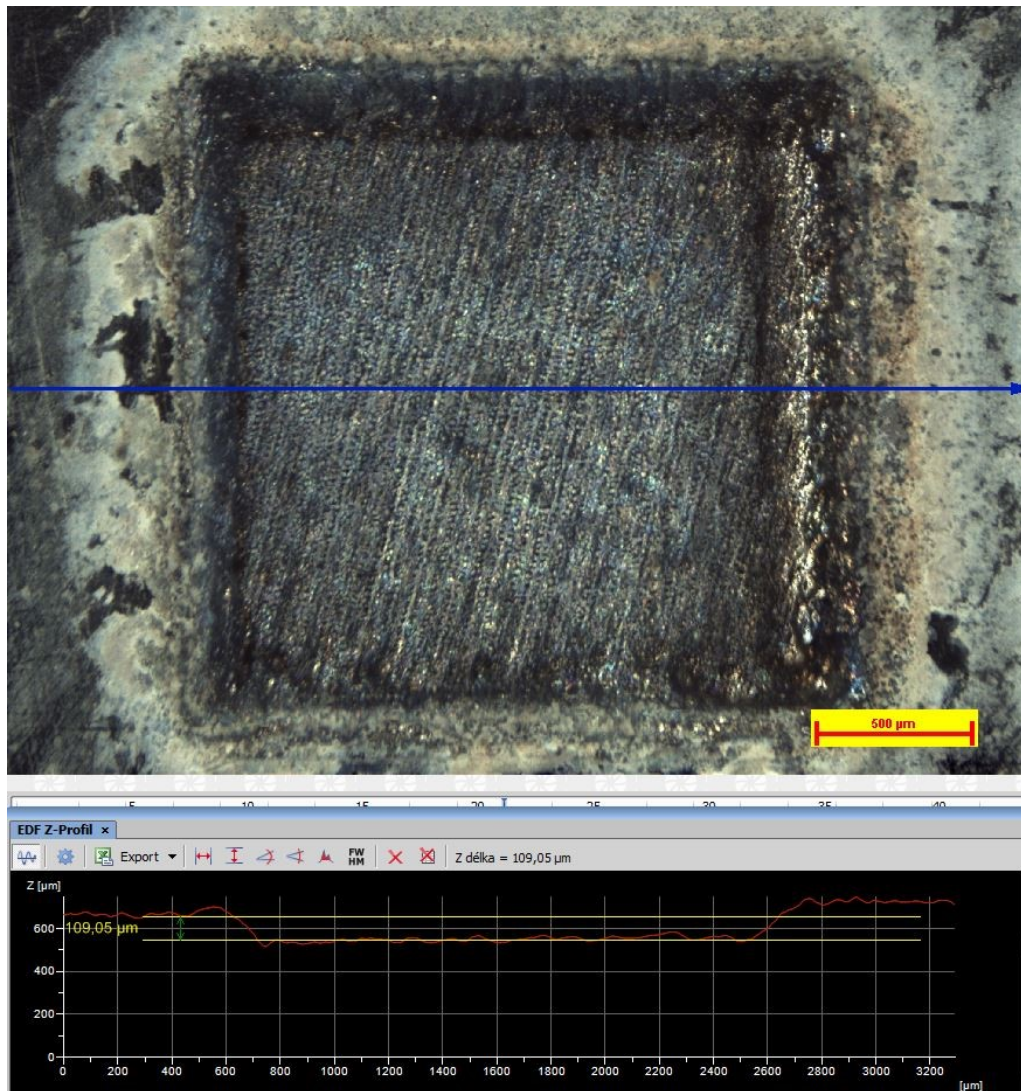 500 µm
5 10 15 20 25 30 35 40
EDF Z-Profil ×
Export FW HM Z délka = 109,05 µm
Z [µm]
600
109,05 µm
400
200
0
0 200 400 600 800 1000 1200 1400 1600 1800 2000 2200 2400 2600 2800 3000 3200
[µm]